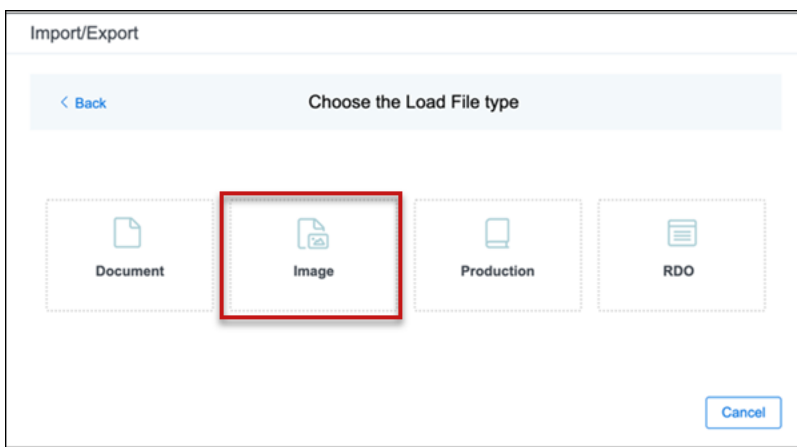 Import/Export
Back
Choose the Load File type
Document
Image
Production
RDO
Cancel